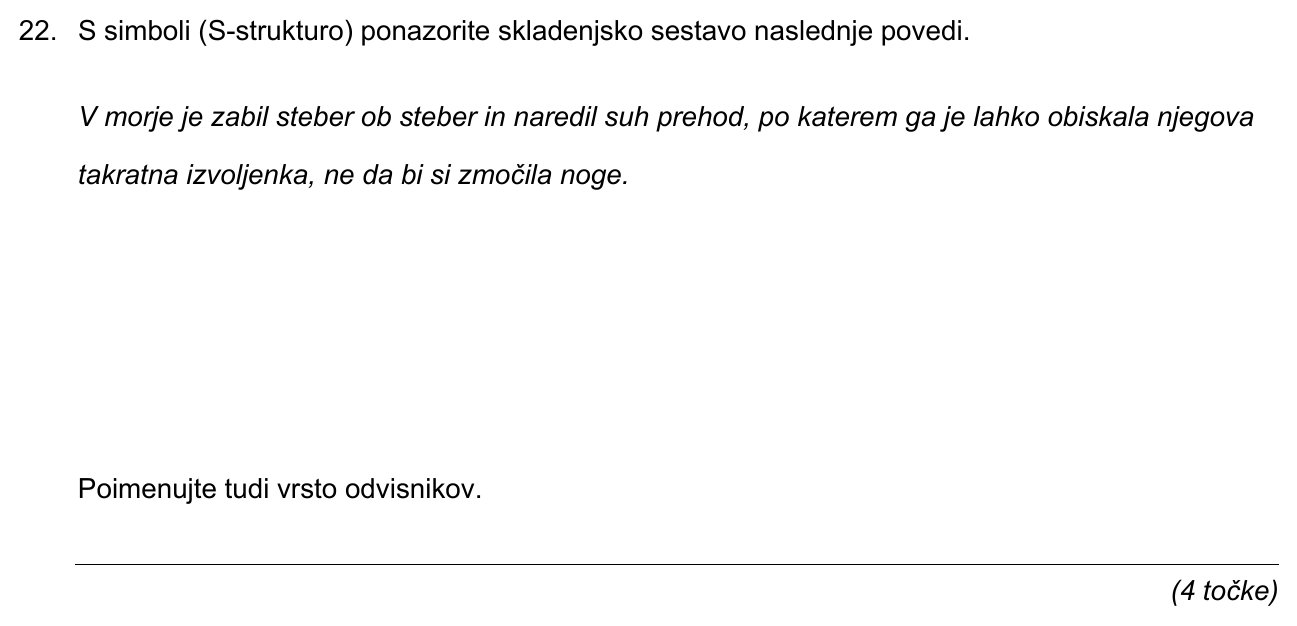 22. S simboli (S-strukturo) ponazorite skladenjsko sestavo naslednje povedi.
V morje je zabil steber ob steber in naredil suh prehod, po katerem ga je lahko obiskala njegova
takratna izvoljenka, ne da bi si zmočila noge.
Poimenujte tudi vrsto odvisnikov.
(4 točke)